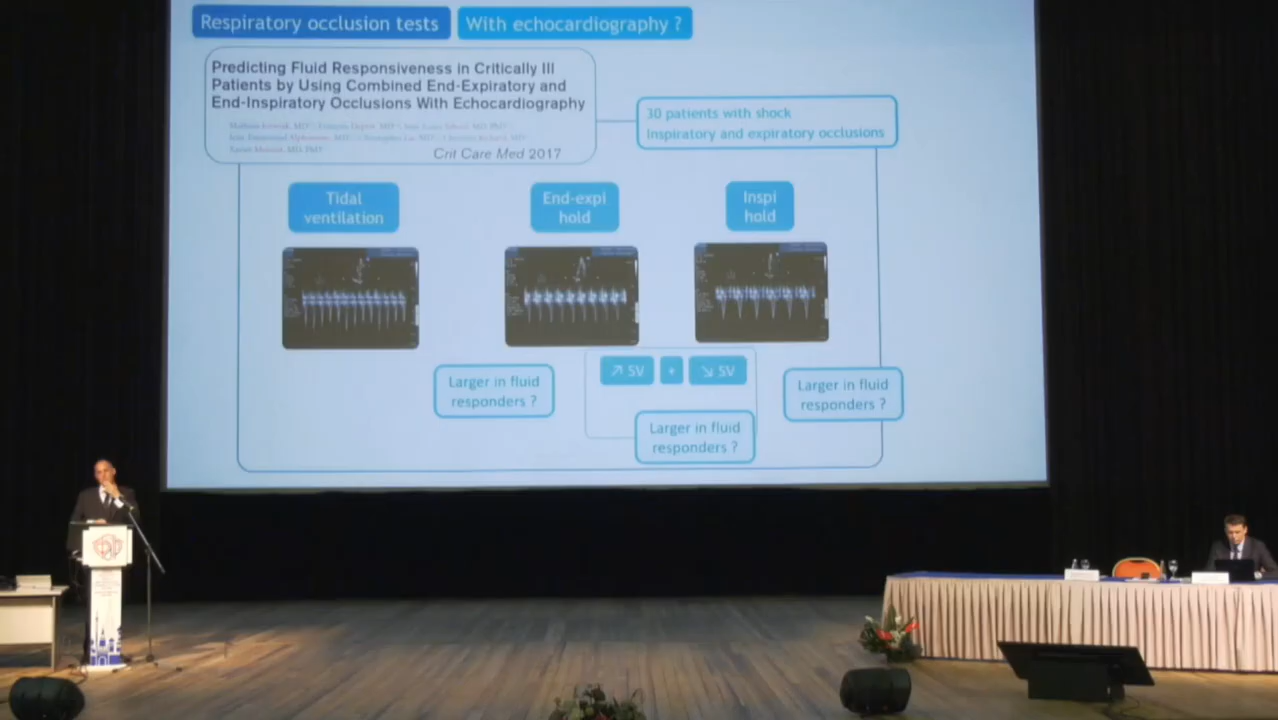 Respiratory occlusion tests
With echocardiography ?
Predicting Fluid Responsiveness in Critically Ill
Patients by Using Combined End-Expiratory and
End-Inspiratory Occlusions With Echocardiography
Crit Care Med 2017
30 patients with shock
Inspiratory and expiratory occlusions
Tidal
ventilation
End-expi
hold
Inspi
hold
↗ SV + ↘ SV
Larger in fluid
responders ?
Larger in fluid
responders ?
Larger in fluid
responders ?